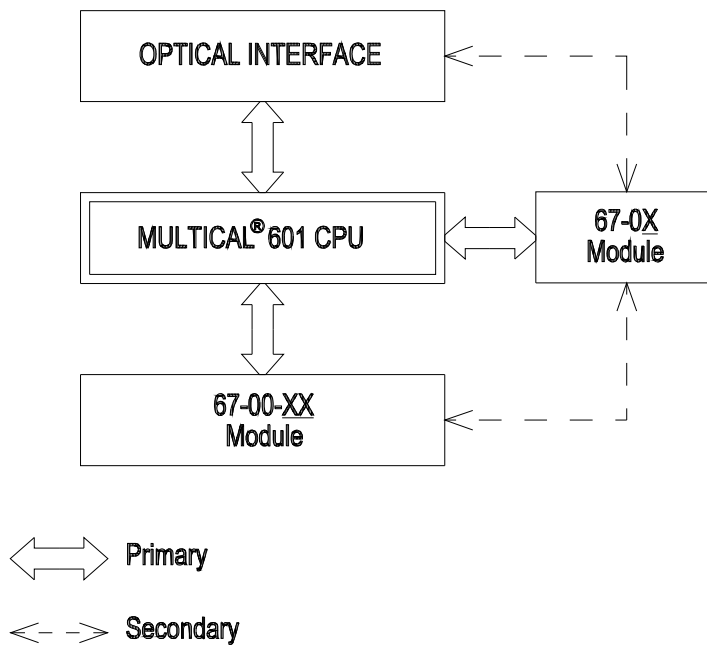 OPTICAL INTERFACE
MULTICAL® 601 CPU
67-0X
Module
67-00-XX
Module
Primary
Secondary